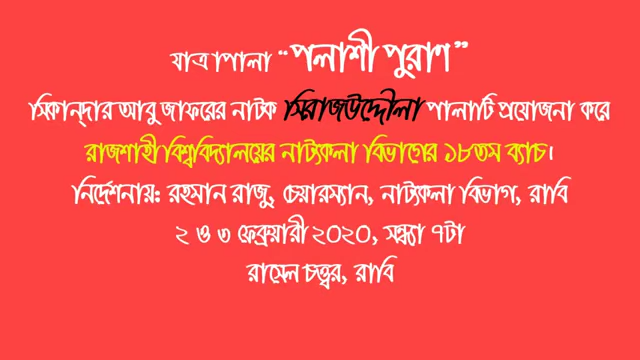 যাত্রাপালা “পলাশী পুরাণ”
সিকান্দার আবু জাফরের নাটক সিরাজউদ্দৌলা পালাটি প্রযোজনা করে
রাজশাহী বিশ্ববিদ্যালয়ের নাট্যকলা বিভাগের ১৮তম ব্যাচ।
নির্দেশনায়: রহমান রাজু, চেয়ারম্যান, নাট্যকলা বিভাগ, রাবি
২ ও ৩ ফেব্রুয়ারী ২০২০, সন্ধ্যা ৭টা
রাসেল চত্ত্বর, রাবি